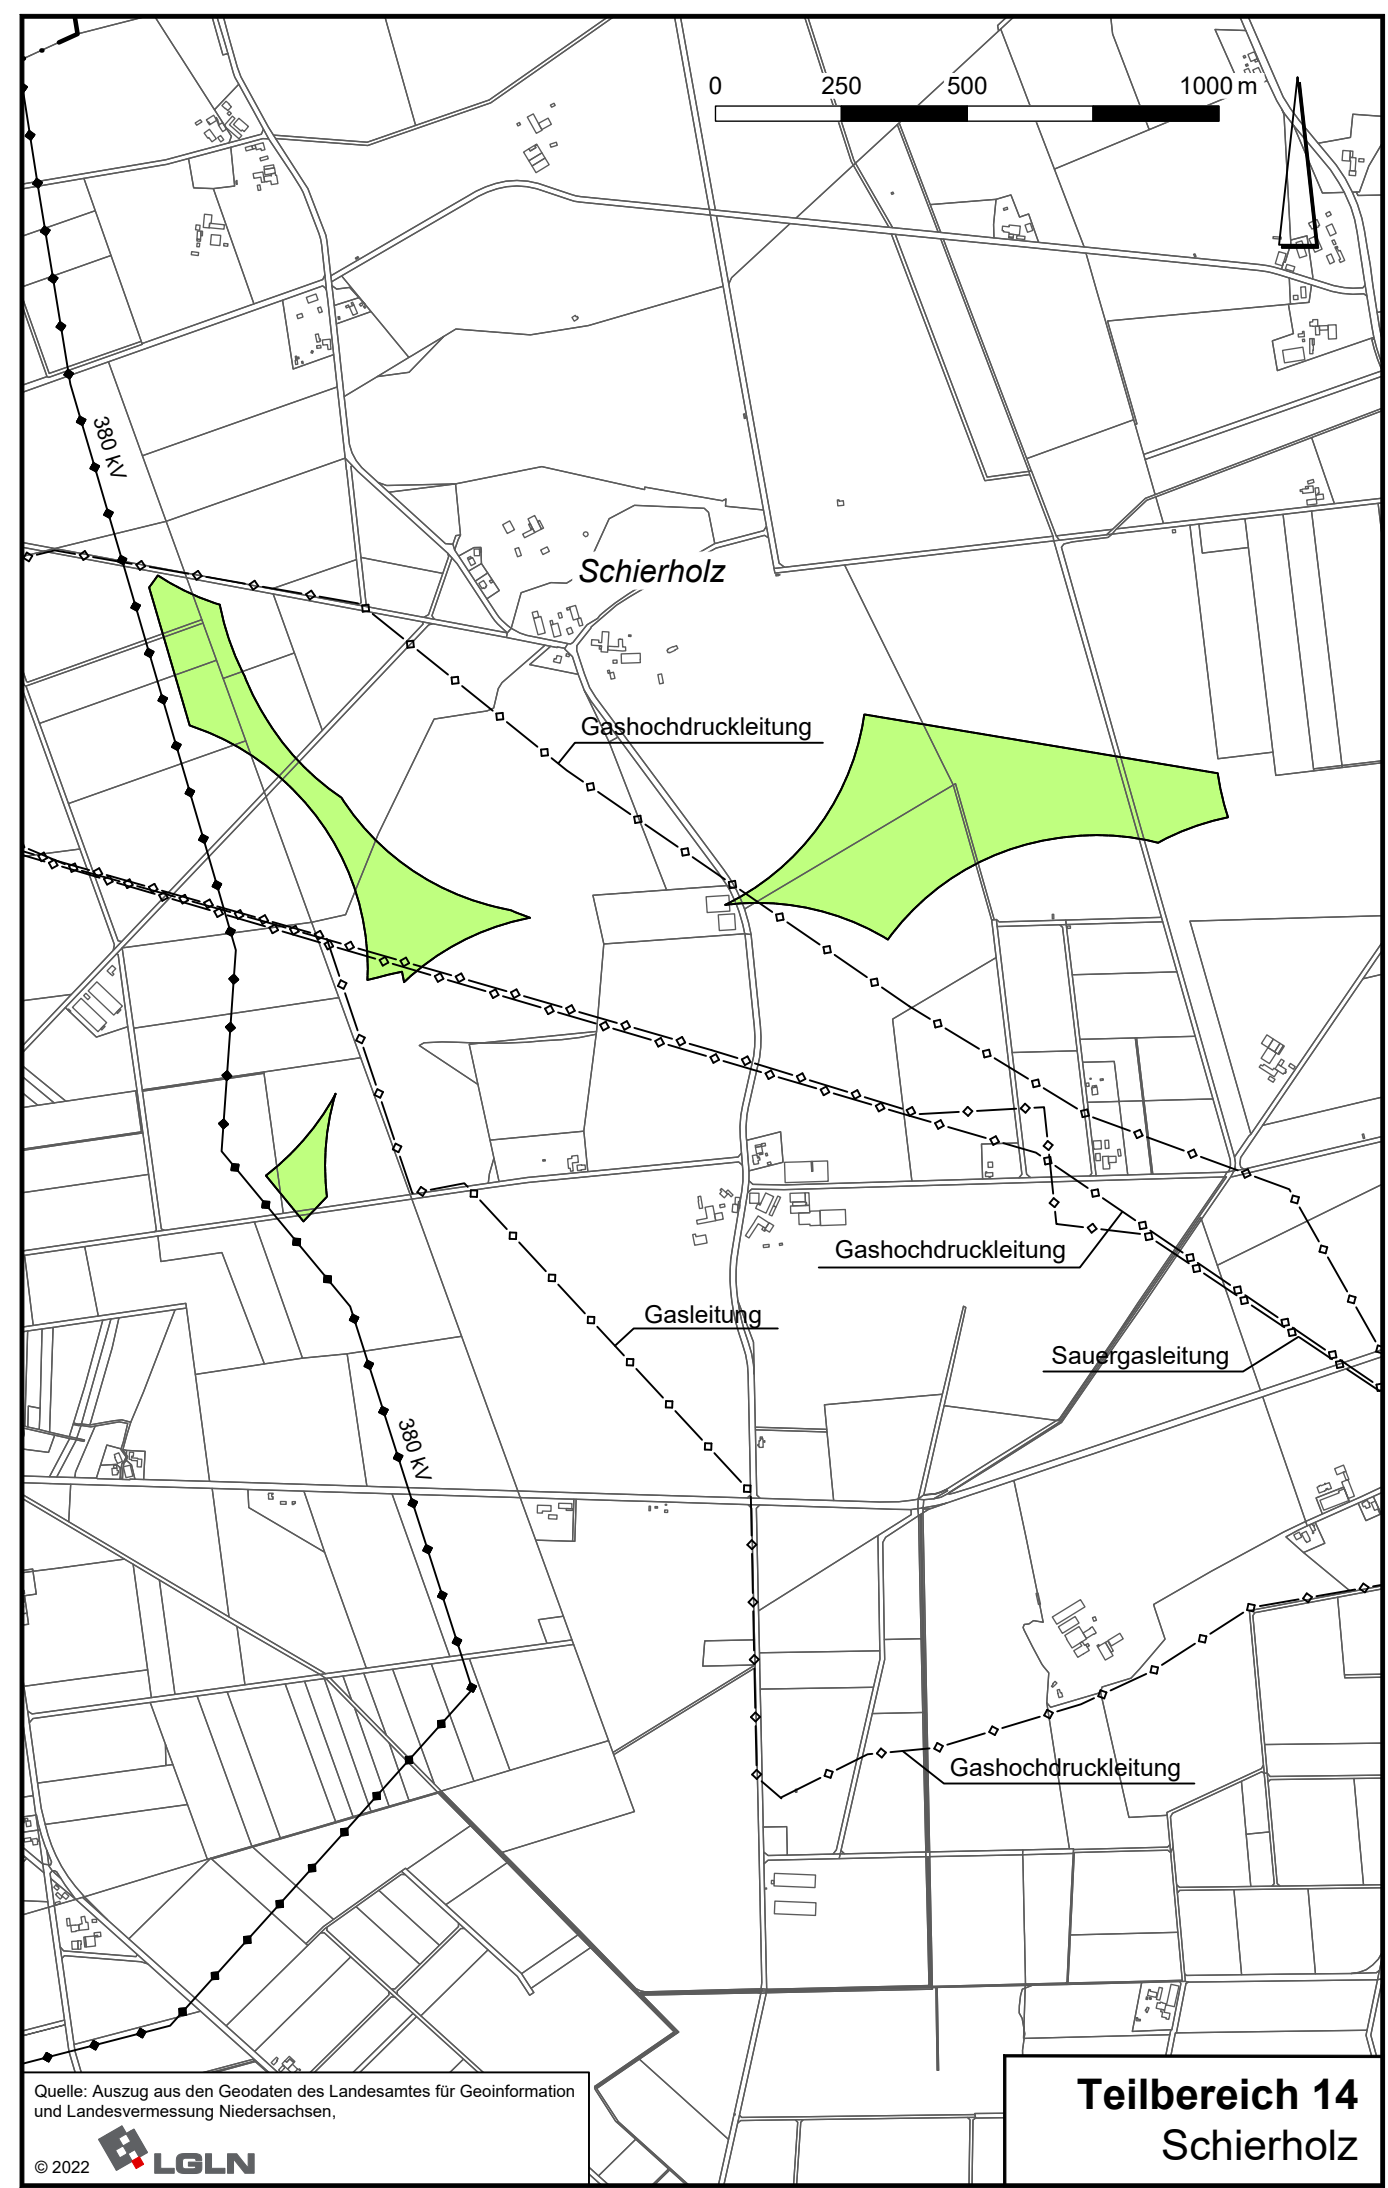 0 250 500 1000 m
380 kV
Schierholz
Gashochdruckleitung
Gashochdruckleitung
Gasleitung
Sauergasleitung
380 kV
Gashochdruckleitung
Quelle: Auszug aus den Geodaten des Landesamtes für Geoinformation
und Landesvermessung Niedersachsen,
© 2022 LGLN
Teilbereich 14
Schierholz